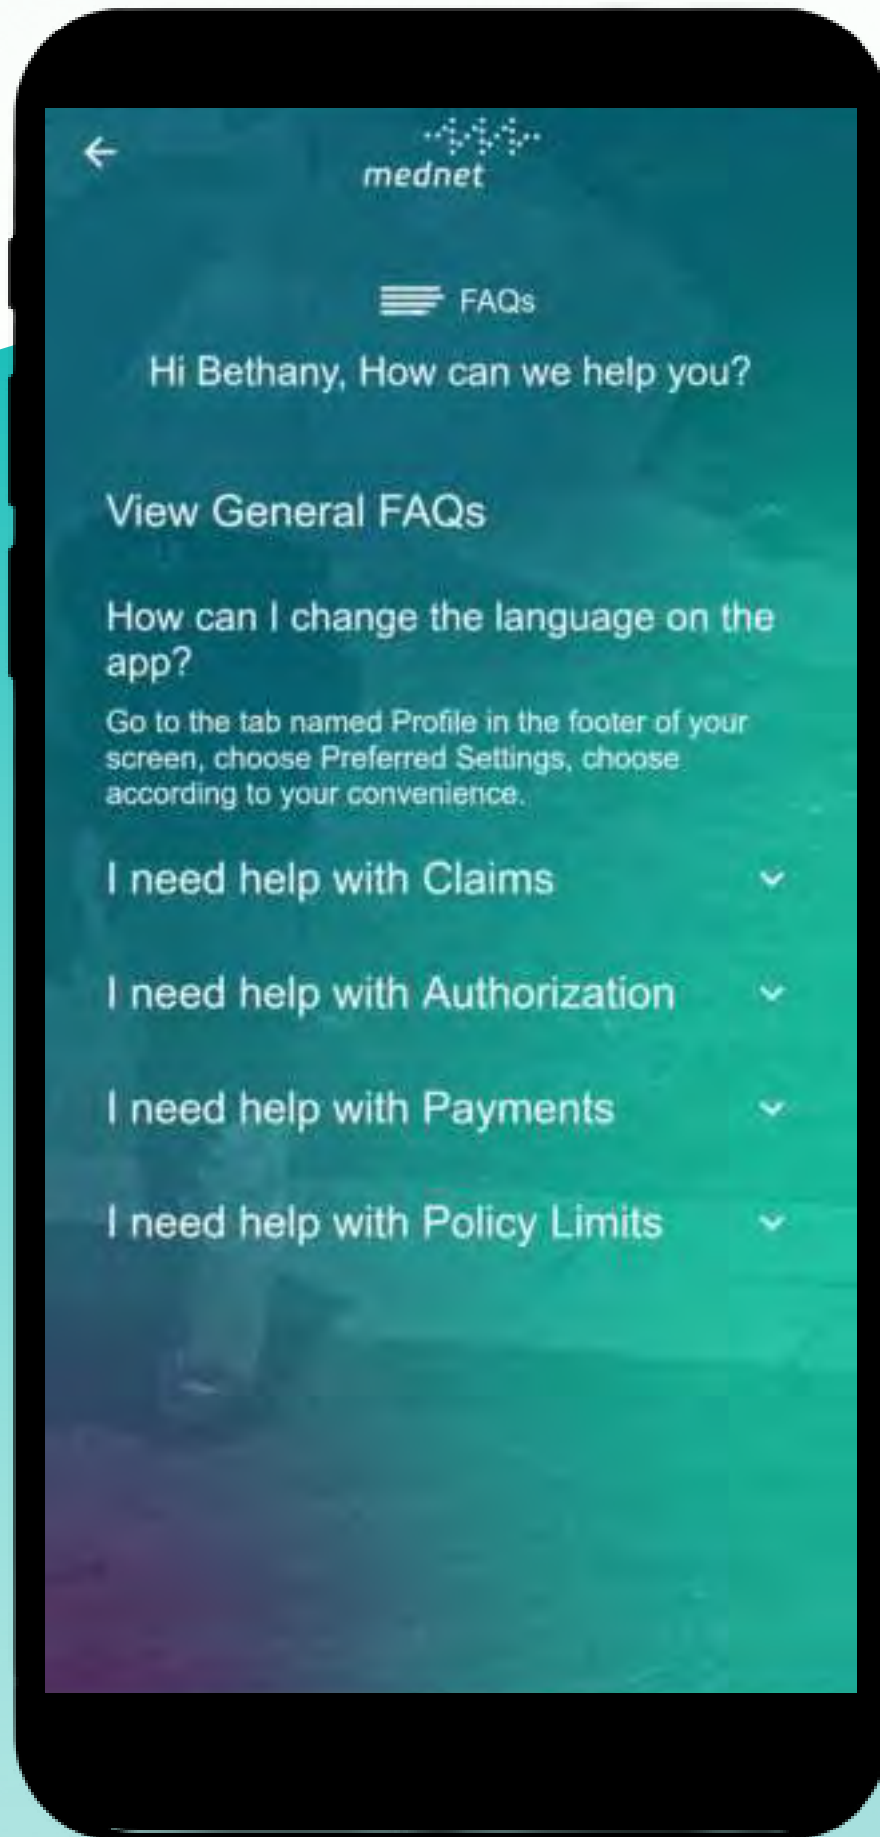 mednet
FAQs
Hi Bethany, How can we help you?
View General FAQs
How can I change the language on the
app?
Go to the tab named Profile in the footer of your
screen, choose Preferred Settings, choose
according to your convenience.
I need help with Claims
I need help with Authorization
I need help with Payments
I need help with Policy Limits